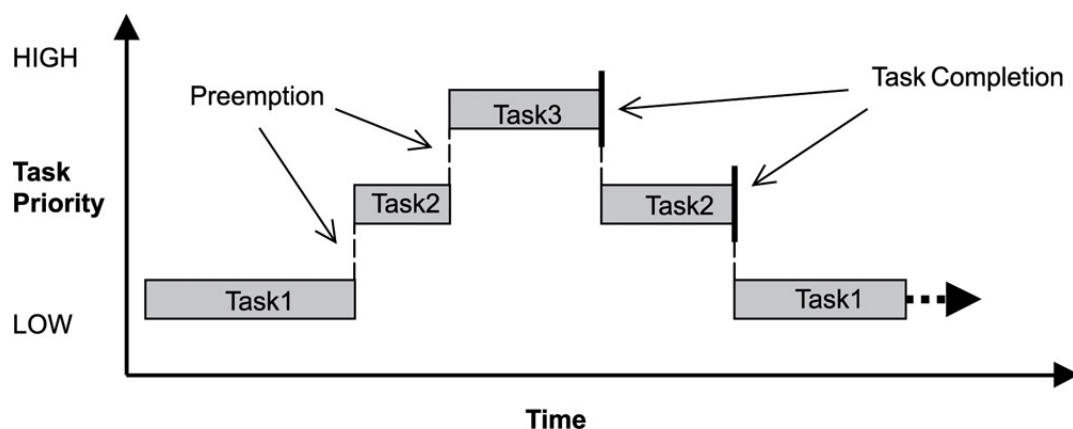 HIGH
Preemption
Task Completion
Task3
Task
Priority
Task2
Task2
Task1
Task1
LOW
Time